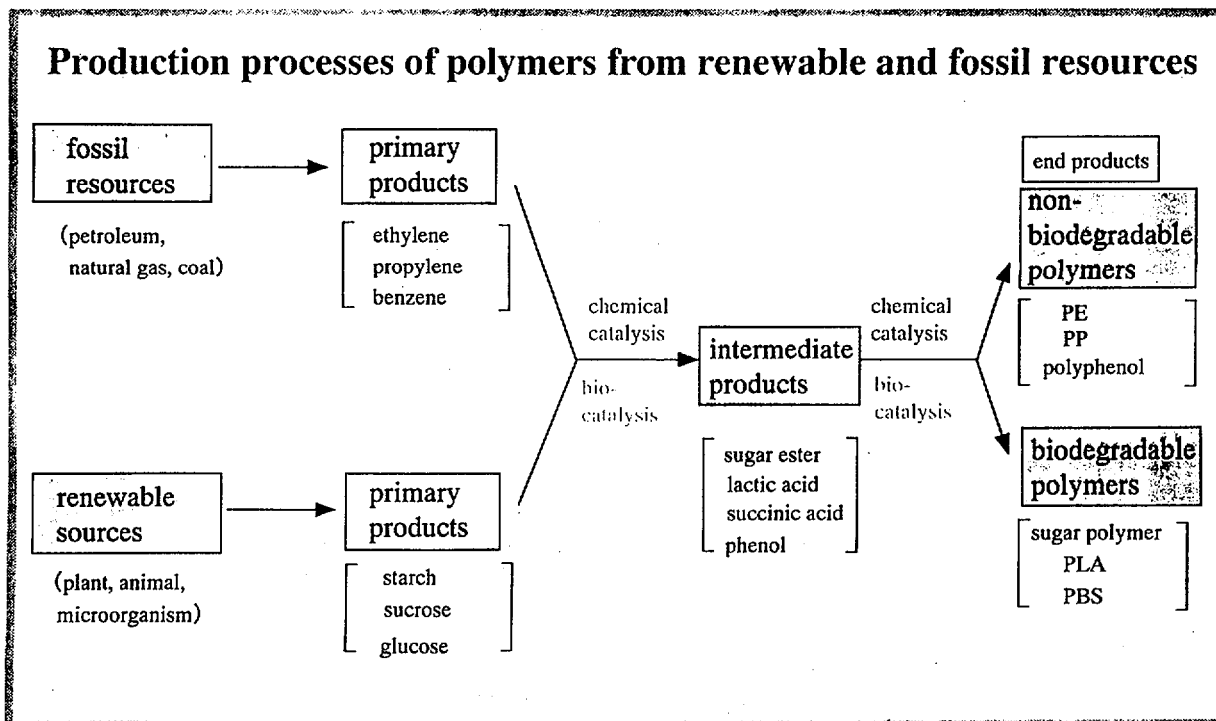 Production processes of polymers from renewable and fossil resources
fossil
resources
(petroleum,
natural gas, coal)
primary
products
ethylene
propylene
benzene
renewable
sources
(plant, animal,
microorganism)
primary
products
starch
sucrose
glucose
chemical
catalysis
bio-
catalysis
intermediate
products
sugar ester
lactic acid
succinic acid
phenol
chemical
catalysis
bio-
catalysis
end products
non-
biodegradable
polymers
PE
PP
polyphenol
biodegradable
polymers
sugar polymer
PLA
PBS